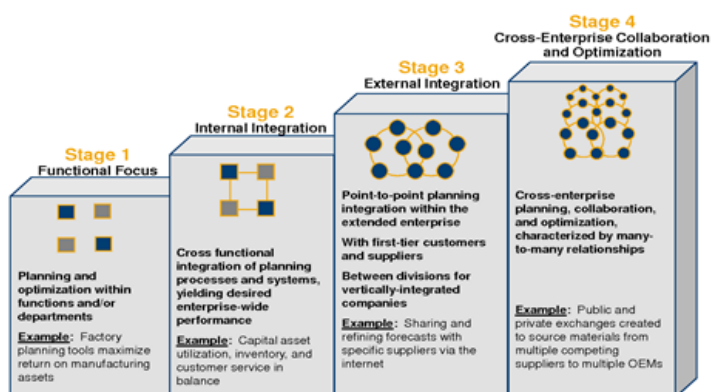 Stage 1
Functional Focus
Planning and
optimization within
functions and/or
departments
Example: Factory
planning tools maximize
return on manufacturing
assets
Stage 2
Internal Integration
Cross functional
integration of planning
processes and systems,
yielding desired
enterprise-wide
performance
Example: Capital asset
utilization, inventory, and
customer service in
balance
Stage 3
External Integration
Point-to-point planning
integration within the
extended enterprise
With first-tier customers
and suppliers
Between divisions for
vertically-integrated
companies
Example: Sharing and
refining forecasts with
specific suppliers via the
internet
Stage 4
Cross-Enterprise Collaboration
and Optimization
Cross-enterprise
planning, collaboration,
and optimization,
characterized by many-
to-many relationships
Example: Public and
private exchanges created
to source materials from
multiple competing
suppliers to multiple OEMs